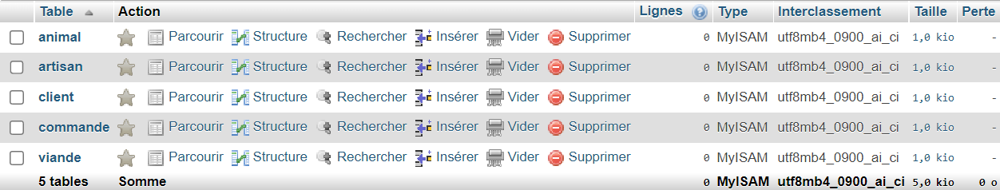 Table Action Lignes Type Interclassement Taille Perte
animal Parcourir Structure Rechercher Insérer Vider Supprimer 0 MyISAM utf8mb4_0900_ai_ci 1,0 kio -
artisan Parcourir Structure Rechercher Insérer Vider Supprimer 0 MyISAM utf8mb4_0900_ai_ci 1,0 kio -
client Parcourir Structure Rechercher Insérer Vider Supprimer 0 MyISAM utf8mb4_0900_ai_ci 1,0 kio -
commande Parcourir Structure Rechercher Insérer Vider Supprimer 0 MyISAM utf8mb4_0900_ai_ci 1,0 kio -
viande Parcourir Structure Rechercher Insérer Vider Supprimer 0 MyISAM utf8mb4_0900_ai_ci 1,0 kio -
5 tables Somme 0 MyISAM utf8mb4_0900_ai_ci 5,0 kio 0 o